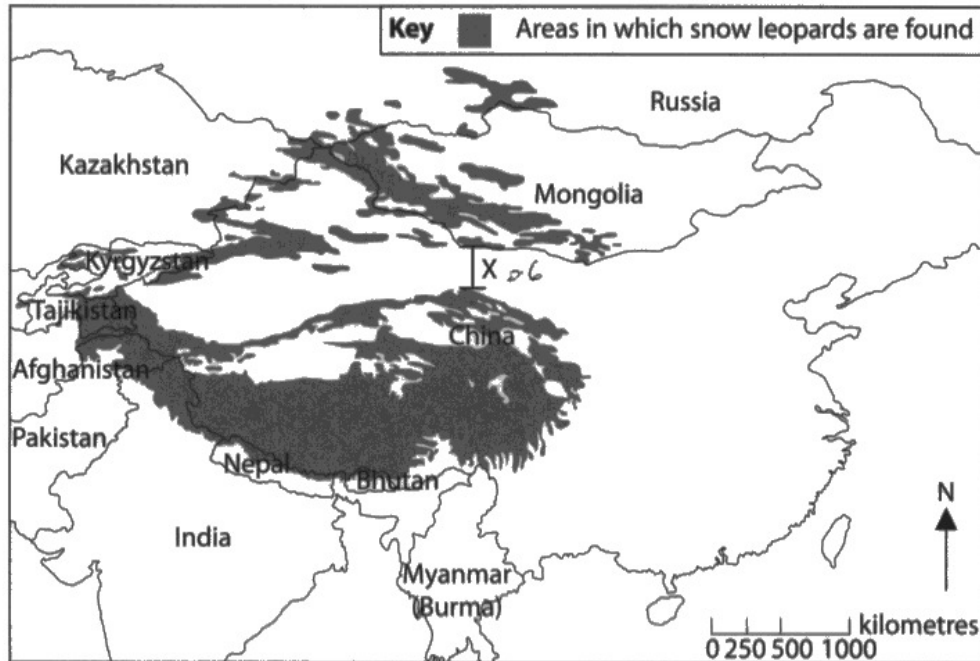 Key Areas in which snow leopards are found
Russia
Kazakhstan
Mongolia
Kyrgyzstan
X 06
Tajikistan
China
Afghanistan
Pakistan
Nepal
Bhutan
India
N
Myanmar
(Burma)
kilometres
0 250 500 1000